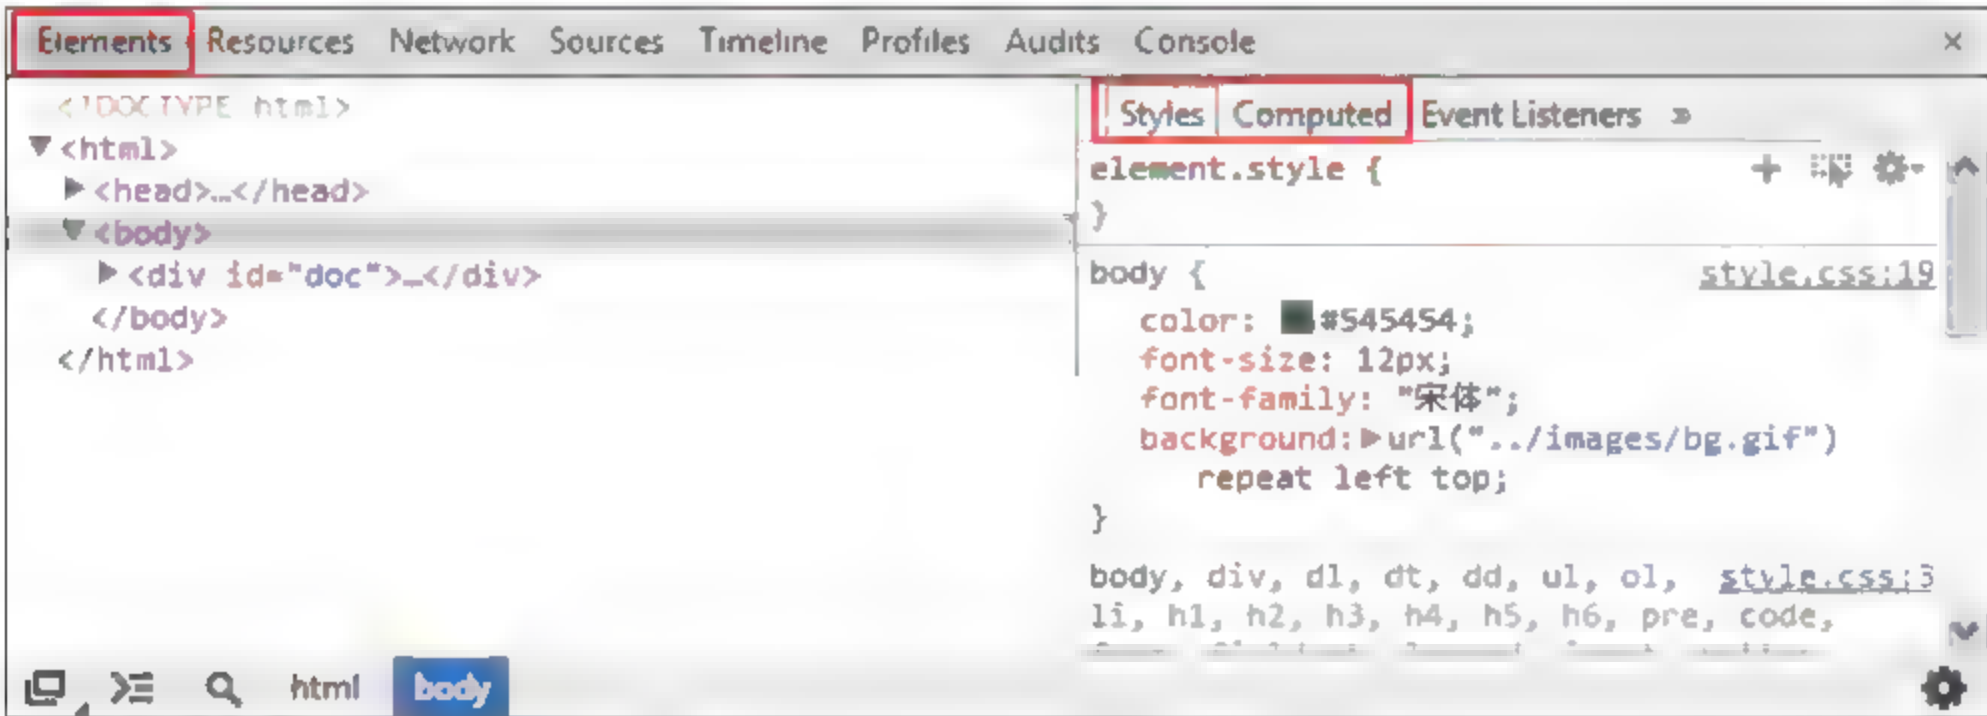 Elements Resources Network Sources Timeline Profiles Audits Console ×
<!DOCTYPE html>
▼<html>
▶<head>…</head>
▼<body>
▶<div id="doc">…</div>
</body>
</html>
html body
Styles Computed Event Listeners »
element.style {
}
body { style.css:19
color: #545454;
font-size: 12px;
font-family: "宋体";
background:▶url("../images/bg.gif")
repeat left top;
}
body, div, dl, dt, dd, ul, ol, style.css:3
li, h1, h2, h3, h4, h5, h6, pre, code,